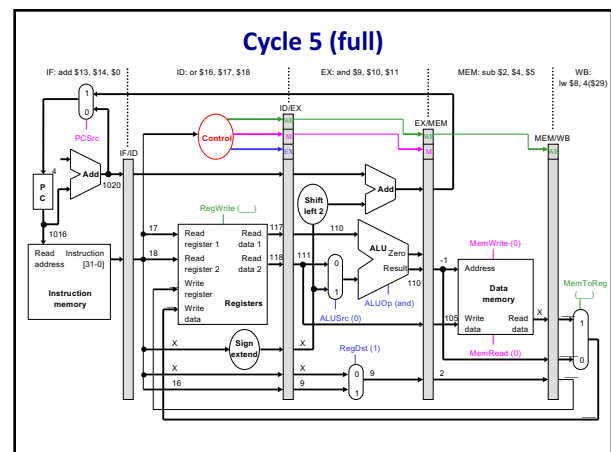 Cycle 5 (full)
IF: add $13, $14, $0
ID: or $16, $17, $18
EX: and $9, $10, $11
MEM: sub $2, $4, $5
WB:
lw $8, 4($29)
1
0
PCSrc
4
Add
P
C
1020
1016
Read
address
Instruction
[31-0]
Instruction
memory
IF/ID
Control
ID/EX
WB
M
EX
EX/MEM
WB
M
MEM/WB
WB
RegWrite (___)
17
18
Read
register 1
Read
data 1
Read
register 2
Read
data 2
Write
register
Registers
Write
data
117
118
Shift
left 2
Add
110
111
0
1
ALU
Zero
Result
110
ALUOp (and)
ALUSrc (0)
-1
105
MemWrite (0)
Address
Data
memory
Write
data
Read
data
X
MemRead (0)
MemToReg
(___)
1
0
X
Sign
extend
X
X
X
RegDst (1)
0
1
16
9
9
2